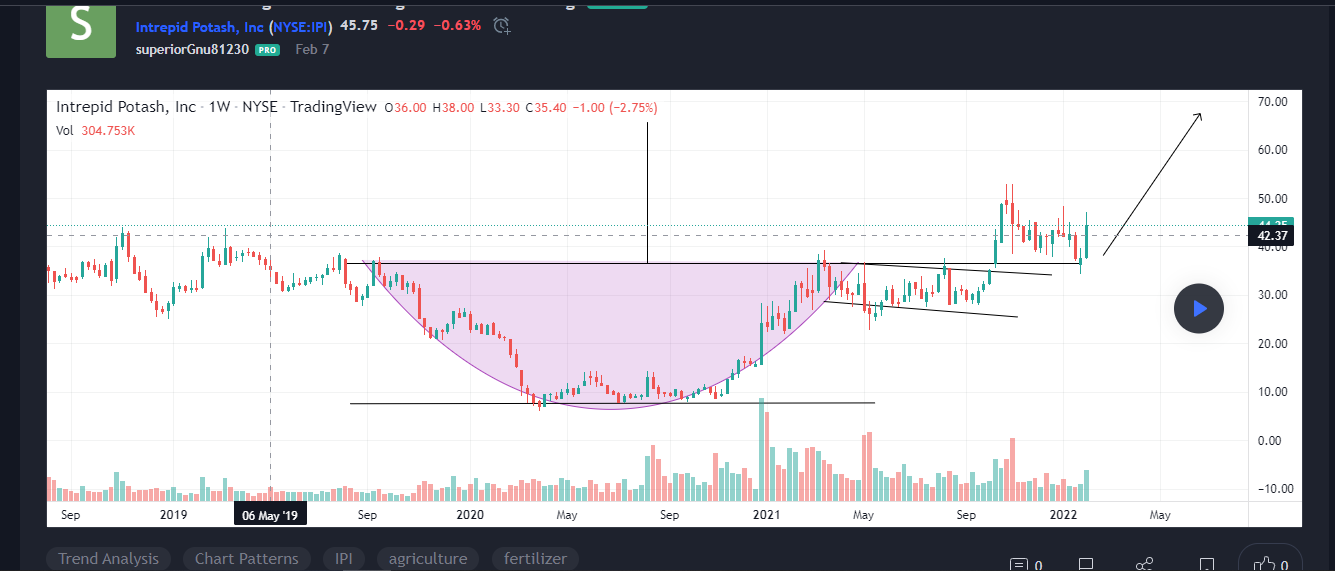 S
Intrepid Potash, Inc (NYSE:IPI) 45.75 −0.29 −0.63%
superiorGnu81230 PRO Feb 7
Intrepid Potash, Inc · 1W · NYSE · TradingView O36.00 H38.00 L33.30 C35.40 −1.00 (−2.75%)
Vol 304.753K
70.00
60.00
50.00
42.37
30.00
20.00
10.00
0.00
−10.00
Sep 2019 06 May '19 Sep 2020 May Sep 2021 May Sep 2022 May
Trend Analysis Chart Patterns IPI agriculture fertilizer
0 0